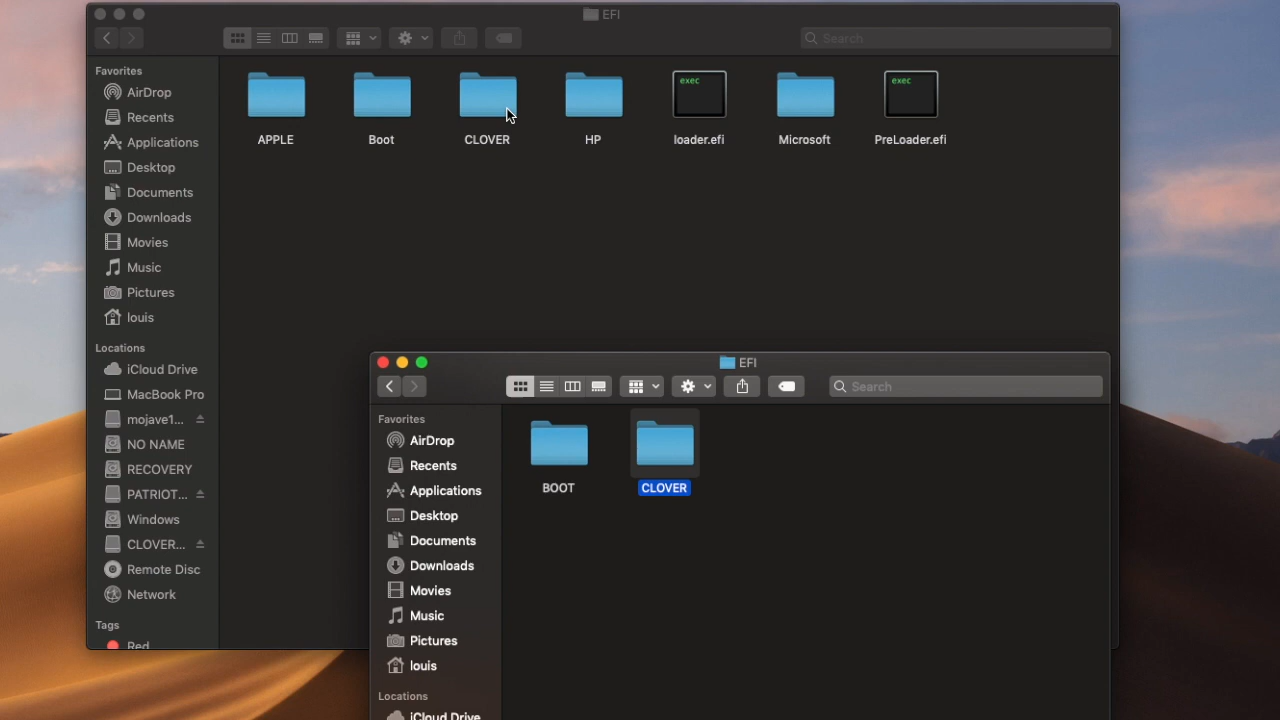 EFI
Search
Favorites
AirDrop
Recents
Applications
Desktop
Documents
Downloads
Movies
Music
Pictures
louis
Locations
iCloud Drive
MacBook Pro
mojave1...
NO NAME
RECOVERY
PATRIOT...
Windows
CLOVER...
Remote Disc
Network
Tags
Red
exec
exec
APPLE
Boot
CLOVER
HP
loader.efi
Microsoft
PreLoader.efi
EFI
Search
Favorites
AirDrop
Recents
Applications
Desktop
Documents
Downloads
Movies
Music
Pictures
louis
Locations
iCloud Drive
BOOT
CLOVER